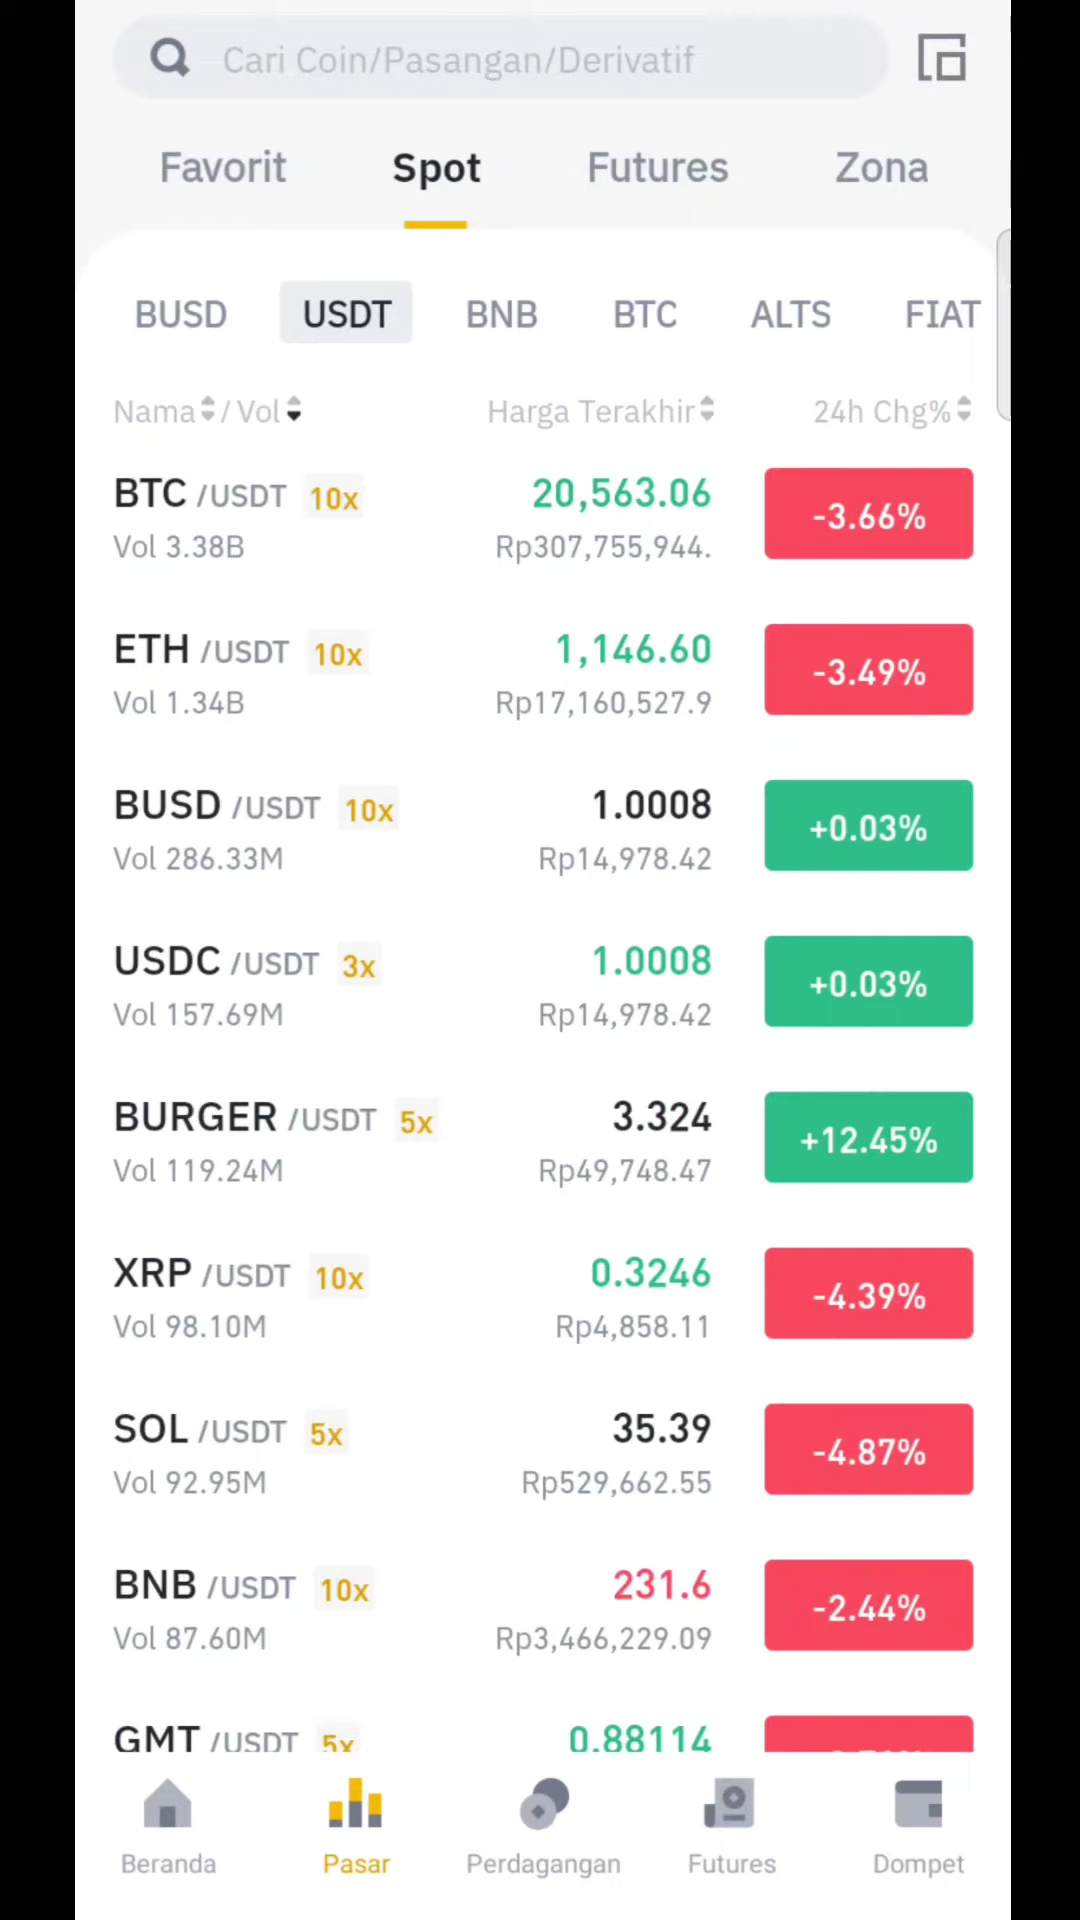 Cari Coin/Pasangan/Derivatif
Favorit Spot Futures Zona
BUSD USDT BNB BTC ALTS FIAT
Nama / Vol Harga Terakhir 24h Chg%
BTC /USDT 10x 20,563.06 -3.66%
Vol 3.38B Rp307,755,944.
ETH /USDT 10x 1,146.60 -3.49%
Vol 1.34B Rp17,160,527.9
BUSD /USDT 10x 1.0008 +0.03%
Vol 286.33M Rp14,978.42
USDC /USDT 3x 1.0008 +0.03%
Vol 157.69M Rp14,978.42
BURGER /USDT 5x 3.324 +12.45%
Vol 119.24M Rp49,748.47
XRP /USDT 10x 0.3246 -4.39%
Vol 98.10M Rp4,858.11
SOL /USDT 5x 35.39 -4.87%
Vol 92.95M Rp529,662.55
BNB /USDT 10x 231.6 -2.44%
Vol 87.60M Rp3,466,229.09
GMT /USDT 5x 0.88114
Beranda Pasar Perdagangan Futures Dompet